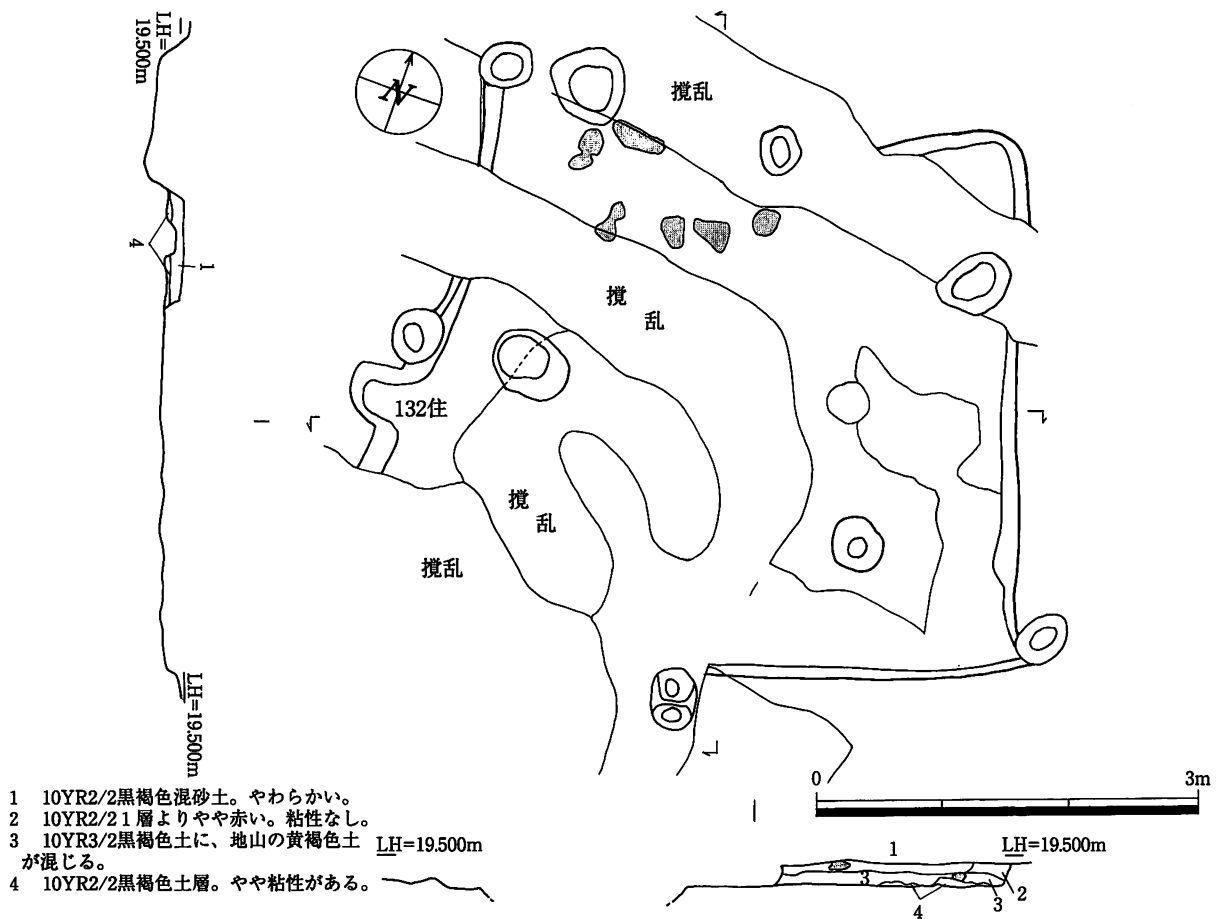 LH=
19.500m
N
攪乱
4
1
攪
乱
132住
攪
乱
攪乱
LH=19.500m
0
3m
1 10YR2/2黒褐色混砂土。やわらかい。
2 10YR2/2 1層よりやや赤い。粘性なし。
3 10YR3/2黒褐色土に、地山の黄褐色土
が混じる。
4 10YR2/2黒褐色土層。やや粘性がある。
LH=19.500m
1
LH=19.500m
3
2
3
4